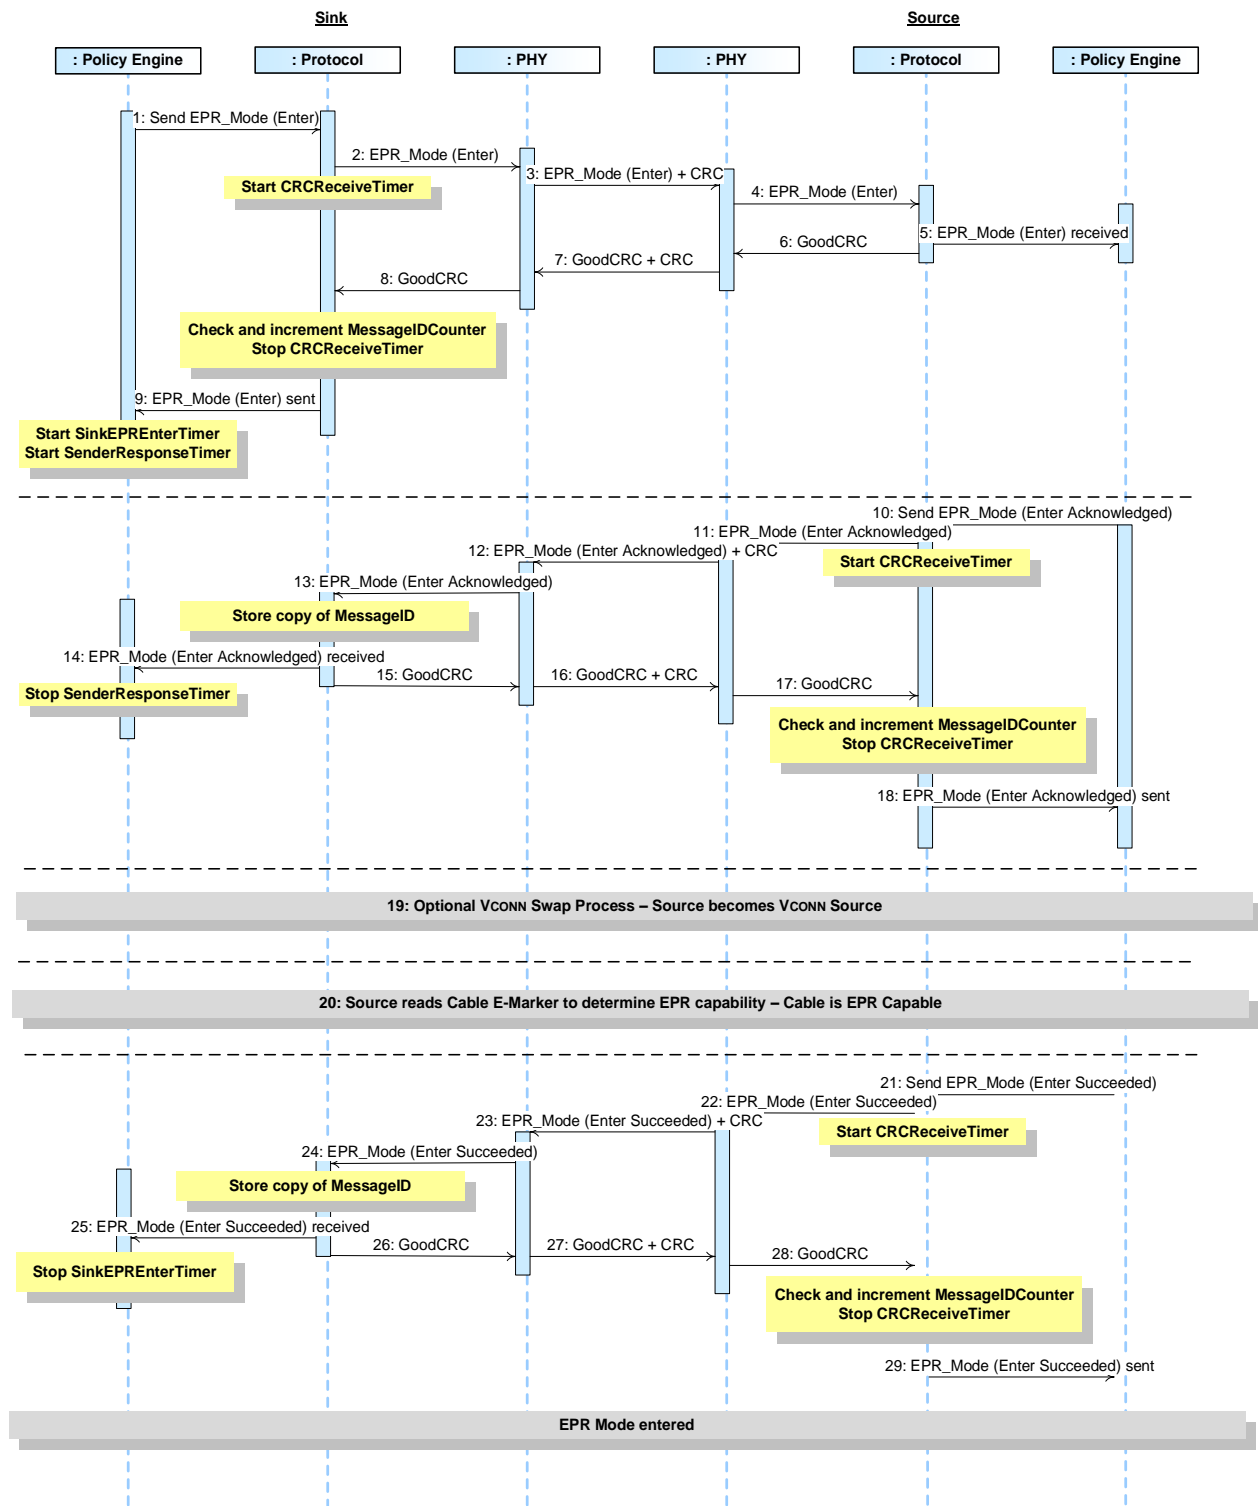 Sink
Source
: Policy Engine
: Protocol
: PHY
: PHY
: Protocol
: Policy Engine
1: Send EPR_Mode (Enter)
2: EPR_Mode (Enter)
3: EPR_Mode (Enter) + CRC
Start CRCReceiveTimer
4: EPR_Mode (Enter)
5: EPR_Mode (Enter) received
6: GoodCRC
7: GoodCRC + CRC
8: GoodCRC
Check and increment MessageIDCounter
Stop CRCReceiveTimer
9: EPR_Mode (Enter) sent
Start SinkEPREnterTimer
Start SenderResponseTimer
10: Send EPR_Mode (Enter Acknowledged)
11: EPR_Mode (Enter Acknowledged)
12: EPR_Mode (Enter Acknowledged) + CRC
Start CRCReceiveTimer
13: EPR_Mode (Enter Acknowledged)
Store copy of MessageID
14: EPR_Mode (Enter Acknowledged) received
15: GoodCRC
16: GoodCRC + CRC
17: GoodCRC
Stop SenderResponseTimer
Check and increment MessageIDCounter
Stop CRCReceiveTimer
18: EPR_Mode (Enter Acknowledged) sent
19: Optional VCONN Swap Process – Source becomes VCONN Source
20: Source reads Cable E-Marker to determine EPR capability – Cable is EPR Capable
21: Send EPR_Mode (Enter Succeeded)
22: EPR_Mode (Enter Succeeded)
23: EPR_Mode (Enter Succeeded) + CRC
Start CRCReceiveTimer
24: EPR_Mode (Enter Succeeded)
Store copy of MessageID
25: EPR_Mode (Enter Succeeded) received
26: GoodCRC
27: GoodCRC + CRC
28: GoodCRC
Stop SinkEPREnterTimer
Check and increment MessageIDCounter
Stop CRCReceiveTimer
29: EPR_Mode (Enter Succeeded) sent
EPR Mode entered